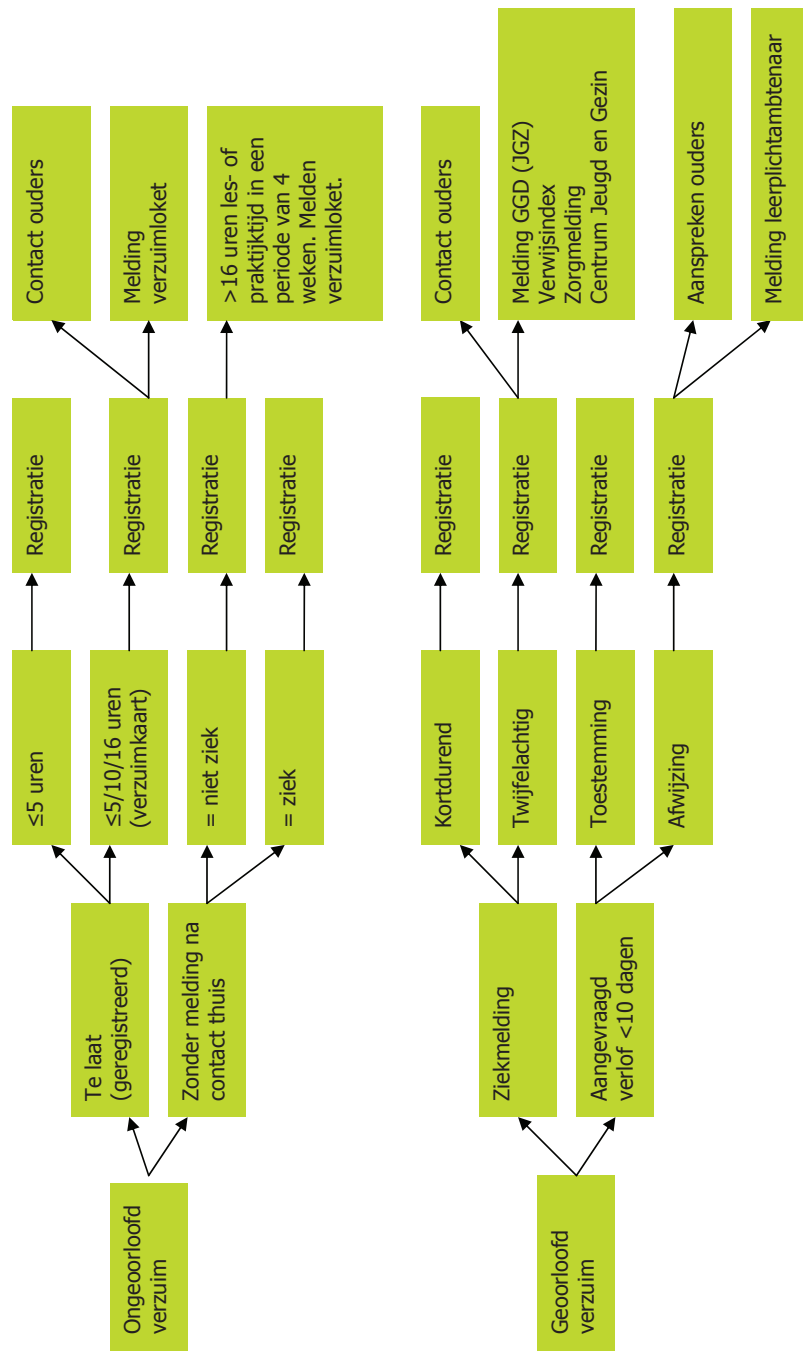 Ongeoorloofd
verzuim
Te laat
(geregistreerd)
Zonder melding na
contact thuis
≤5 uren
≤5/10/16 uren
(verzuimkaart)
= niet ziek
= ziek
Registratie
Registratie
Registratie
Registratie
Contact ouders
Melding
verzuimloket
>16 uren les- of
praktijktijd in een
periode van 4
weken. Melden
verzuimloket.
Geoorloofd
verzuim
Ziekmelding
Aangevraagd
verlof <10 dagen
Kortdurend
Twijfelachtig
Toestemming
Afwijzing
Registratie
Registratie
Registratie
Registratie
Contact ouders
Melding GGD (JGZ)
Verwijsindex
Zorgmelding
Centrum Jeugd en Gezin
Aanspreken ouders
Melding leerplichtambtenaar